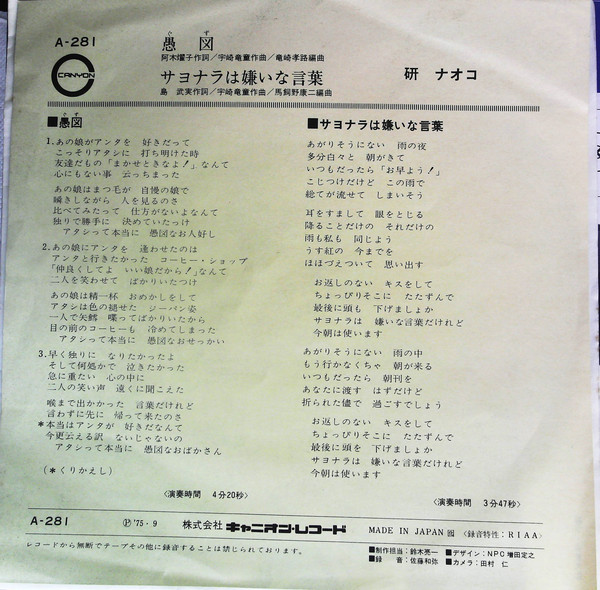 A-281
CANYON
愚図
ぐず
阿木燿子作詞／宇崎竜童作曲／竜崎孝路編曲
サヨナラは嫌いな言葉
島 武実作詞／宇崎竜童作曲／馬飼野康二編曲
研 ナオコ
■愚図
ぐず
1.あの娘がアンタを 好きだって
こっそりアタシに 打ち明けた時
友達だもの「まかせときなよ!」なんて
心にもない事 云っちまった
あの娘はまつ毛が 自慢の娘で
瞬きしながら 人を見るのさ
比べてみたって 仕方がないよなんて
独りで勝手に 決めていたっけ
アタシって本当に 愚図なお人好し
2.あの娘にアンタを 逢わせたのは
アンタと行きたかった コーヒー・ショップ
「仲良くしてよ いい娘だから!」なんて
二人を笑わせて ばかりいたつけ
あの娘は精一杯 おめかしをして
アタシは色の褪せた ジーパン姿
一人で矢鱈 喋ってばかりいたから
目の前のコーヒーも 冷めてしまった
アタシって本当に 愚図なおせっかい
3.早く独りに なりたかったよ
そして何処かで 泣きたかった
急に重たい 心の中に
二人の笑い声 遠くに聞こえた
喉まで出かかった 言葉だけれど
言わずに先に 帰って来たのさ
*本当はアンタが 好きだなんて
今更云える訳 ないじゃないの
アタシって本当に 愚図なおばかさん
(*くりかえし)
〈演奏時間 4分20秒〉
■サヨナラは嫌いな言葉
あがりそうにない 雨の夜
多分白々と 朝がきて
いつもだったら「お早よう!」
こじつけだけど この雨で
総てが流せて しまいそう
耳をすまして 眼をとじる
降ることだけの それだけの
雨も私も 同じよう
うす紅の 今までを
ほほづえついて 思い出す
お返しのない キスをして
ちょっぴりそこに たたずんで
最後に頭も 下げましょか
サヨナラは 嫌いな言葉だけれど
今朝は使います
あがりそうにない 雨の中
もう行かなくちゃ 朝が来る
いつもだったら 朝刊を
あなたに渡す はずだけど
折られた儘で 過ごすでしょう
お返しのない キスをして
ちょっぴりそこに たたずんで
最後に頭を 下げましょか
サヨナラは 嫌いな言葉だけれど
今朝は使います
〈演奏時間 3分47秒〉
A-281
Ⓟ'75・9
株式会社 キャニオン・レコード
MADE IN JAPAN
〈録音特性：RIAA〉
レコードから無断でテープその他に録音することは禁じられております。
■制作担当：鈴木亮一 ■デザイン：NPC増田定之
■録 音：佐藤和弥 ■カメラ：田村 仁